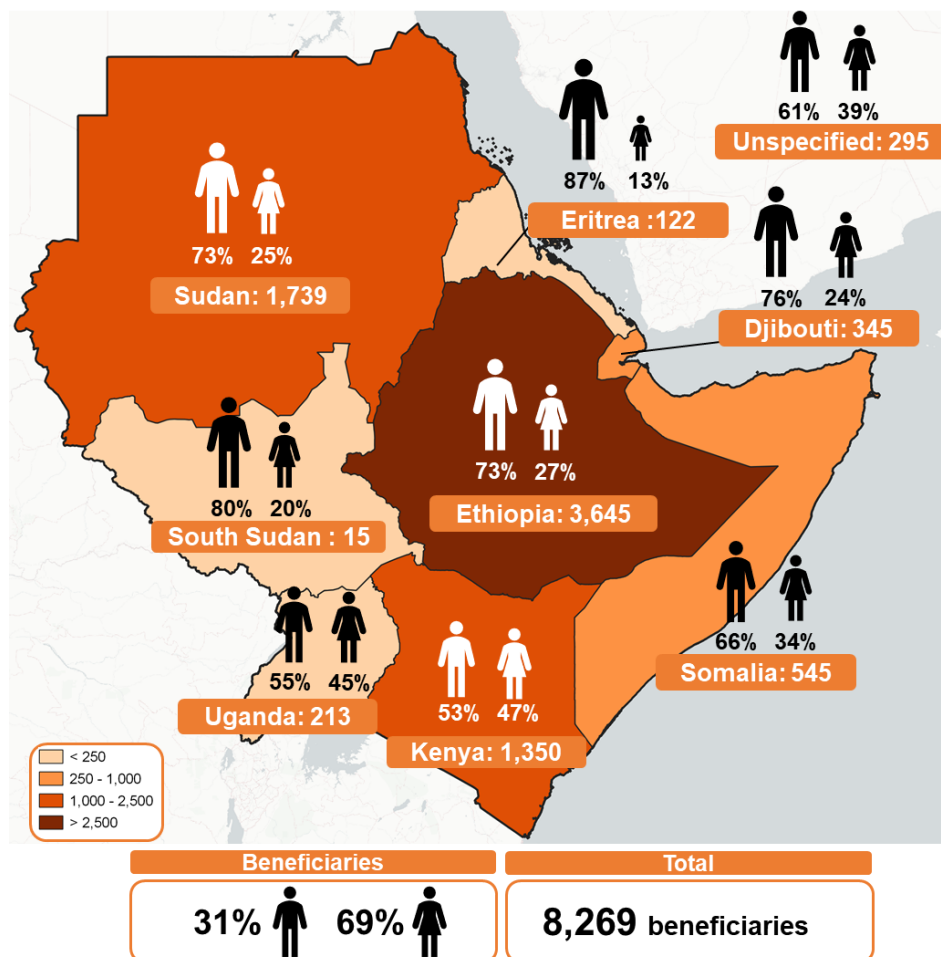 61% 39%
Unspecified: 295
87% 13%
Eritrea :122
73% 25%
Sudan: 1,739
76% 24%
Djibouti: 345
73% 27%
Ethiopia: 3,645
80% 20%
South Sudan : 15
66% 34%
Somalia: 545
55% 45%
Uganda: 213
53% 47%
Kenya: 1,350
< 250
250 - 1,000
1,000 - 2,500
> 2,500
Beneficiaries
31% 69%
Total
8,269 beneficiaries